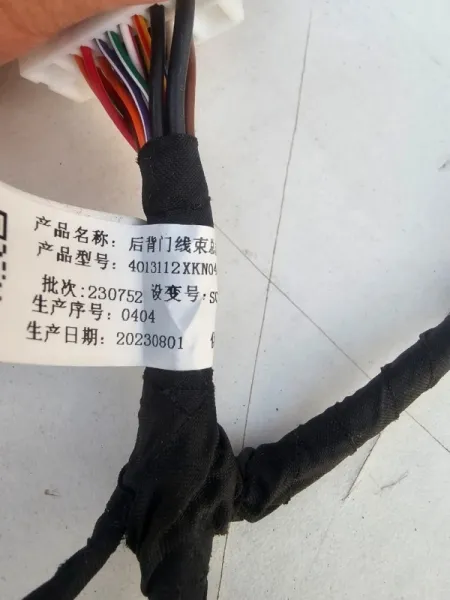 产品名称: 后背门线束
产品型号: 4013112XKN04
批次:230752 设变号:
生产序号: 0404
生产日期: 20230801